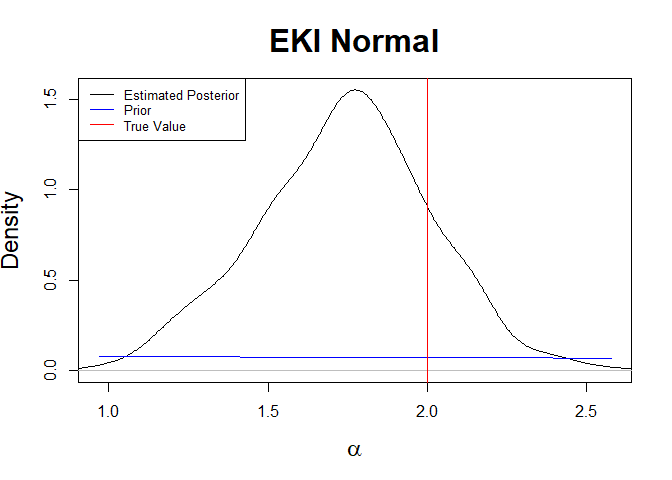 EKI Normal
Estimated Posterior
Prior
True Value
Density
0.0
0.5
1.0
1.5
1.0
1.5
2.0
2.5
α